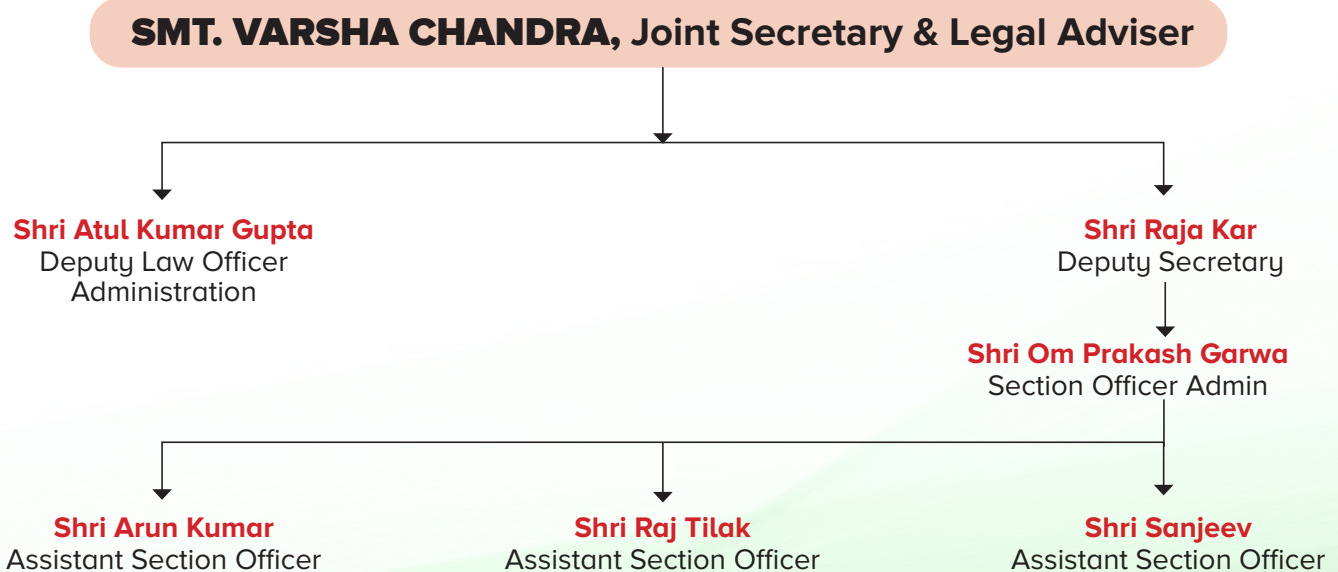 SMT. VARSHA CHANDRA, Joint Secretary & Legal Adviser
Shri Atul Kumar Gupta
Deputy Law Officer
Administration
Shri Raja Kar
Deputy Secretary
Shri Om Prakash Garwa
Section Officer Admin
Shri Arun Kumar
Assistant Section Officer
Shri Raj Tilak
Assistant Section Officer
Shri Sanjeev
Assistant Section Officer